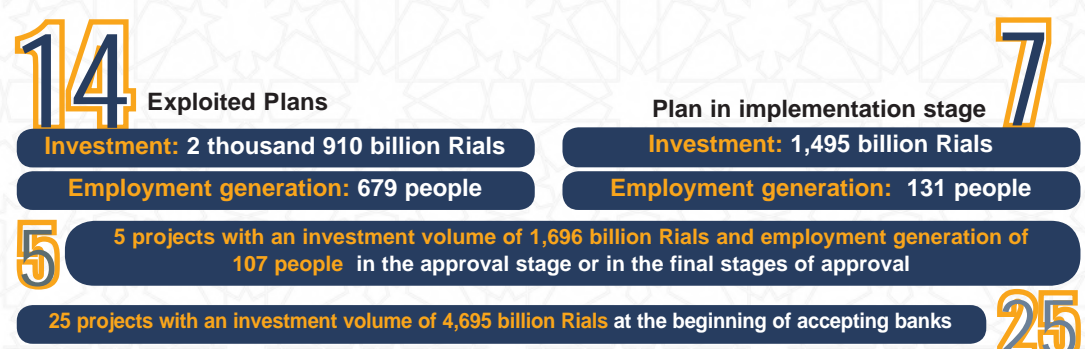 14
Exploited Plans
Investment: 2 thousand 910 billion Rials
Employment generation: 679 people
7
Plan in implementation stage
Investment: 1,495 billion Rials
Employment generation: 131 people
5
5 projects with an investment volume of 1,696 billion Rials and employment generation of
107 people in the approval stage or in the final stages of approval
25 projects with an investment volume of 4,695 billion Rials at the beginning of accepting banks
25